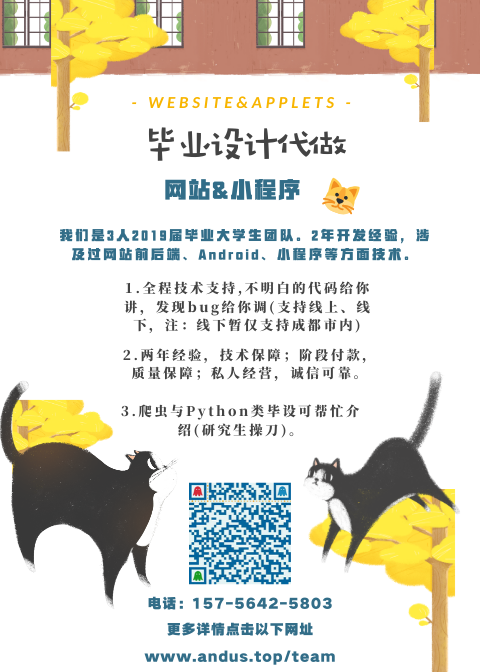 - WEBSITE&APPLETS -
毕业设计代做
网站&小程序
我们是3人2019届毕业大学生团队。2年开发经验，涉
及过网站前后端、Android、小程序等方面技术。
1.全程技术支持,不明白的代码给你
讲，发现bug给你调(支持线上、线
下，注：线下暂仅支持成都市内)
2.两年经验，技术保障；阶段付款，
质量保障；私人经营，诚信可靠。
3.爬虫与Python类毕设可帮忙介
绍(研究生操刀)。
电话：157-5642-5803
更多详情点击以下网址
www.andus.top/team